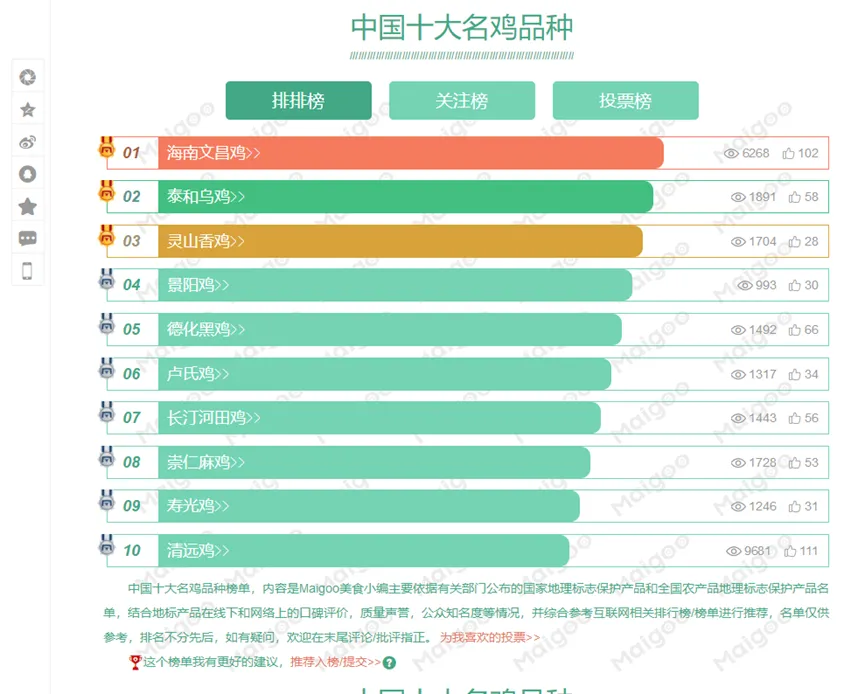 中国十大名鸡品种
排排榜 关注榜 投票榜
01 海南文昌鸡>> 6268 102
02 泰和乌鸡>> 1891 58
03 灵山香鸡>> 1704 28
04 景阳鸡>> 993 30
05 德化黑鸡>> 1492 66
06 卢氏鸡>> 1317 34
07 长汀河田鸡>> 1443 56
08 崇仁麻鸡>> 1728 53
09 寿光鸡>> 1246 31
10 清远鸡>> 9681 111
中国十大名鸡品种榜单，内容是Maigoo美食小编主要依据有关部门公布的国家地理标志保护产品和全国农产品地理标志保护产品名
单，结合地标产品在线下和网络上的口碑评价，质量声誉，公众知名度等情况，并综合参考互联网相关排行榜/榜单进行推荐，名单仅供
参考，排名不分先后，如有疑问，欢迎在末尾评论/批评指正。 为我喜欢的投票>>
这个榜单我有更好的建议，推荐入榜/提交>>